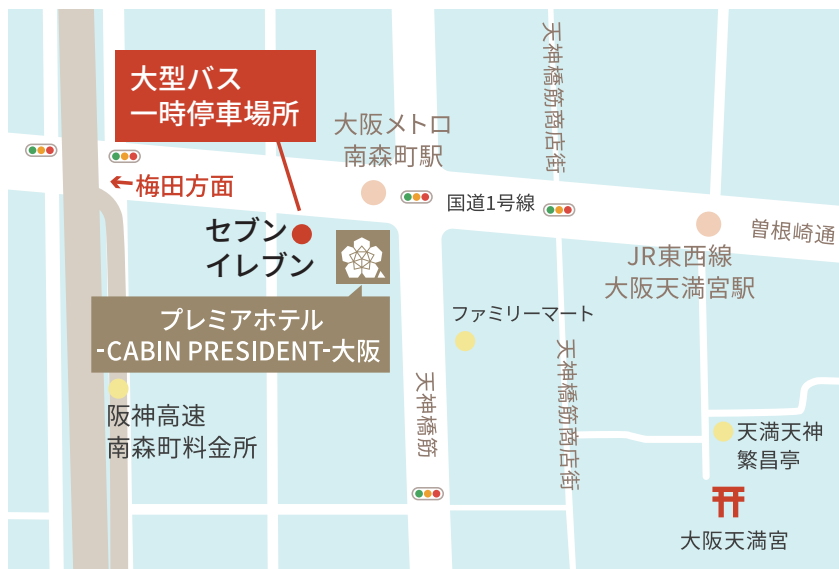 大型バス
一時停車場所
大阪メトロ
南森町駅
天神橋筋商店街
梅田方面
国道1号線
曽根崎通
セブン
イレブン
JR東西線
大阪天満宮駅
プレミアホテル
-CABIN PRESIDENT-大阪
ファミリーマート
天神橋筋
天神橋筋商店街
阪神高速
南森町料金所
天満天神
繁昌亭
大阪天満宮